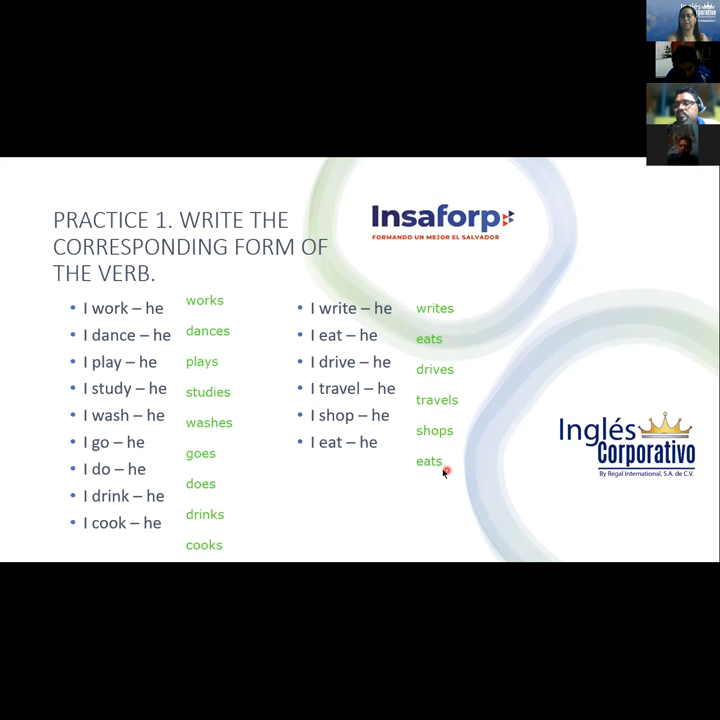 Inglés
Corporativo
PRACTICE 1. WRITE THE
CORRESPONDING FORM OF
THE VERB.
Insaforp
FORMANDO UN MEJOR EL SALVADOR
• I work – he works
• I dance – he dances
• I play – he plays
• I study – he studies
• I wash – he washes
• I go – he goes
• I do – he does
• I drink – he drinks
• I cook – he cooks
• I write – he writes
• I eat – he eats
• I drive – he drives
• I travel – he travels
• I shop – he shops
• I eat – he eats
Inglés
Corporativo
By Regal International, S.A. de C.V.